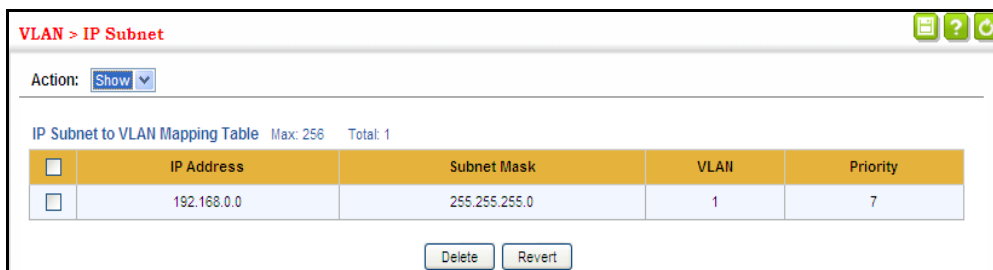 VLAN > IP Subnet
?
Action: Show
IP Subnet to VLAN Mapping Table Max: 256 Total: 1
IP Address Subnet Mask VLAN Priority
192.168.0.0 255.255.255.0 1 7
Delete Revert